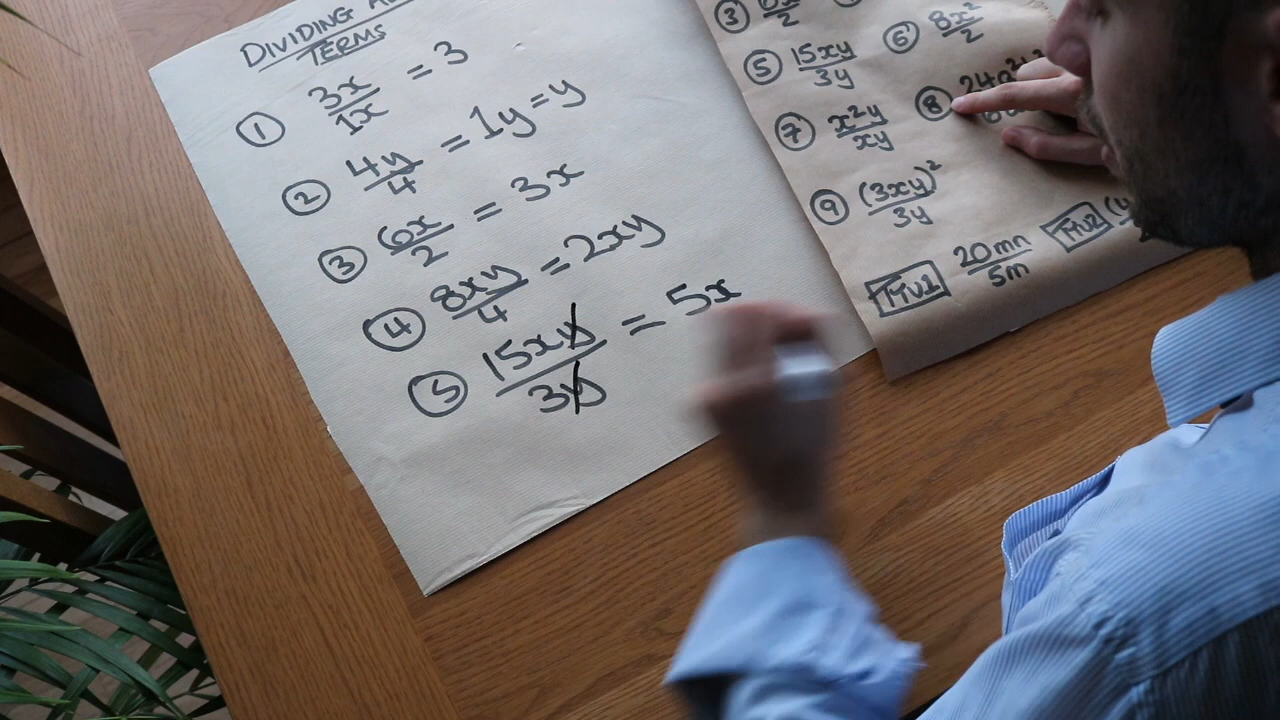 DIVIDING
TERMS
① 3x/1x = 3
② 4y/4 = 1y = y
③ 6x/2 = 3x
④ 8xy/4 = 2xy
⑤ 15xy/3y = 5x
③ 6x/2
⑤ 15xy/3y ⑥ 8x²/2
⑦ x²y/xy ⑧
⑨ (3xy)²/3y
20mn/5m